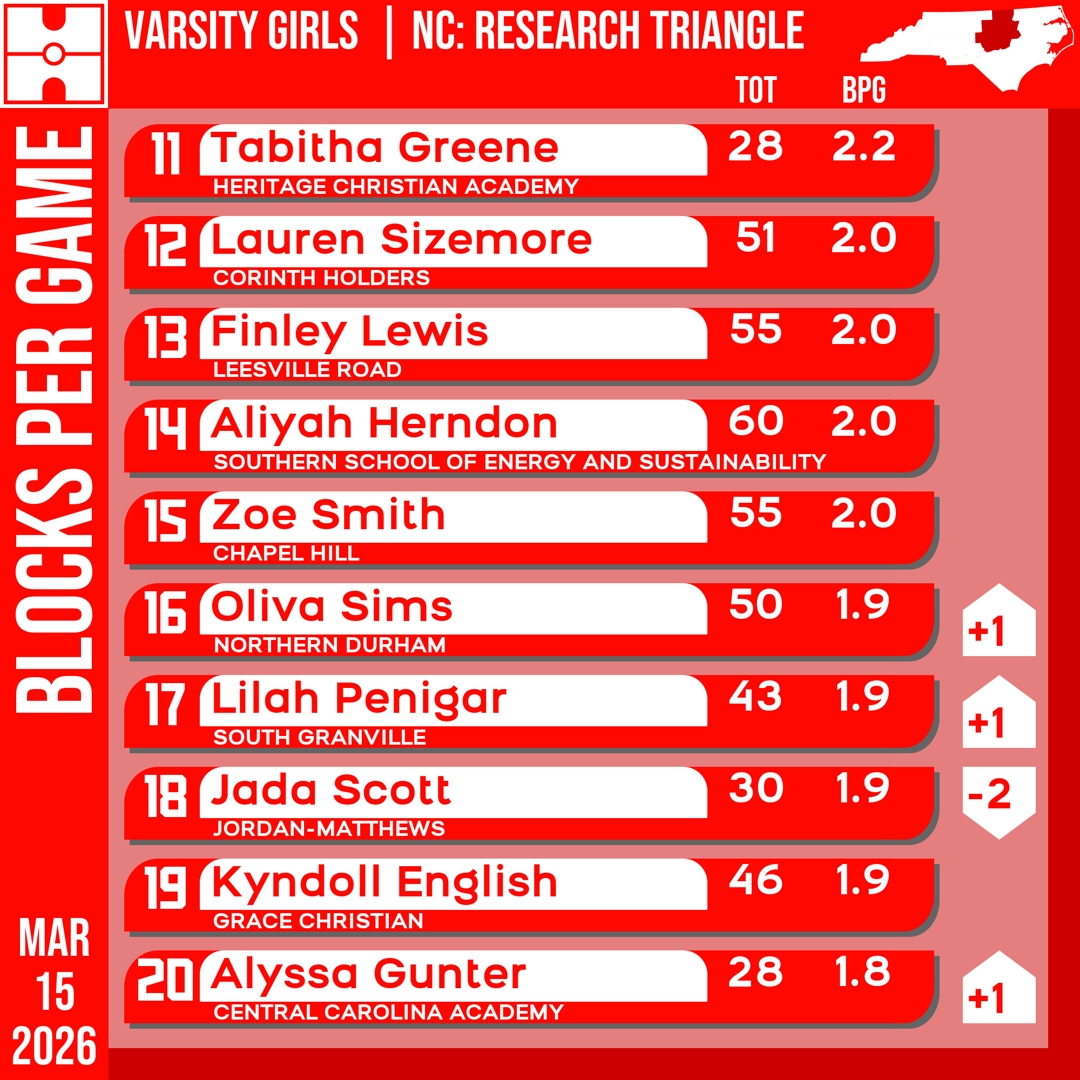 VARSITY GIRLS | NC: RESEARCH TRIANGLE
TOT BPG
BLOCKS PER GAME
11 Tabitha Greene 28 2.2
HERITAGE CHRISTIAN ACADEMY
12 Lauren Sizemore 51 2.0
CORINTH HOLDERS
13 Finley Lewis 55 2.0
LEESVILLE ROAD
14 Aliyah Herndon 60 2.0
SOUTHERN SCHOOL OF ENERGY AND SUSTAINABILITY
15 Zoe Smith 55 2.0
CHAPEL HILL
16 Oliva Sims 50 1.9 +1
NORTHERN DURHAM
17 Lilah Penigar 43 1.9 +1
SOUTH GRANVILLE
18 Jada Scott 30 1.9 -2
JORDAN-MATTHEWS
19 Kyndoll English 46 1.9
GRACE CHRISTIAN
20 Alyssa Gunter 28 1.8 +1
CENTRAL CAROLINA ACADEMY
MAR
15
2026